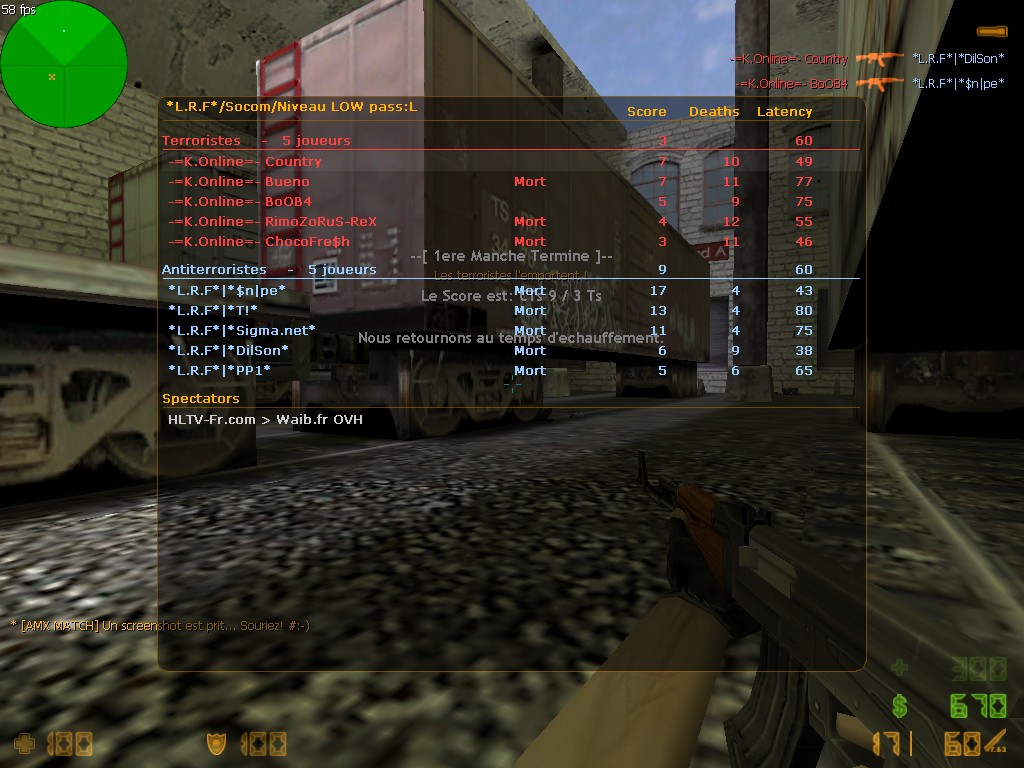 58 fps
-=K.Online=- Country *L.R.F*|*DilSon*
-=K.Online=- BoOB4 *L.R.F*|*$n|pe*
*L.R.F*/Socom/Niveau LOW pass:L Score Deaths Latency
Terroristes - 5 joueurs 3 60
-=K.Online=- Country 7 10 49
-=K.Online=- Bueno Mort 7 11 77
-=K.Online=- BoOB4 5 9 75
-=K.Online=- RimoZoRuS-ReX Mort 4 12 55
-=K.Online=- ChocoFre$h Mort 3 11 46
--[ 1ere Manche Termine ]--
Antiterroristes - 5 joueurs 9 60
Les terroristes l'emportent !
*L.R.F*|*$n|pe* Mort 17 4 43
Le Score est: CTs 9 / 3 Ts
*L.R.F*|*T!* Mort 13 4 80
*L.R.F*|*Sigma.net* Mort 11 4 75
Nous retournons au temps d'echauffement.
*L.R.F*|*DilSon* Mort 6 9 38
*L.R.F*|*PP1* Mort 5 6 65
Spectators
HLTV-Fr.com > Waib.fr OVH
* [AMX MATCH] Un screenshot est prit... Souriez! #:-)
300
$ 670
100 100 17| 60 7.62